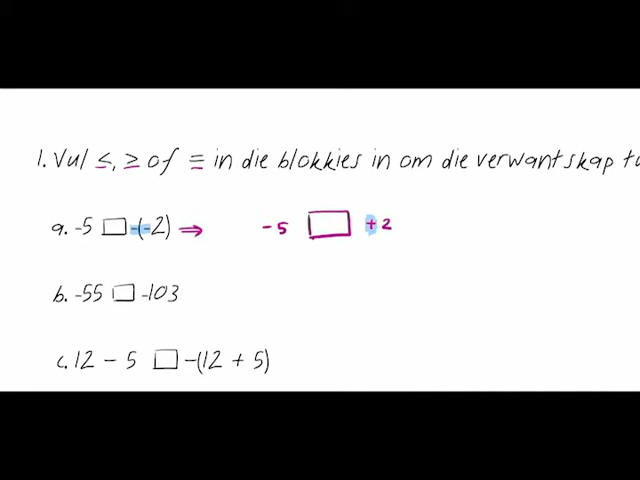 1. Vul ≤, ≥ of = in die blokkies in om die verwantskap
a. -5 □ -(-2) ⇒ -5 □ +2
b. -55 □ -103
c. 12 - 5 □ -(12 + 5)